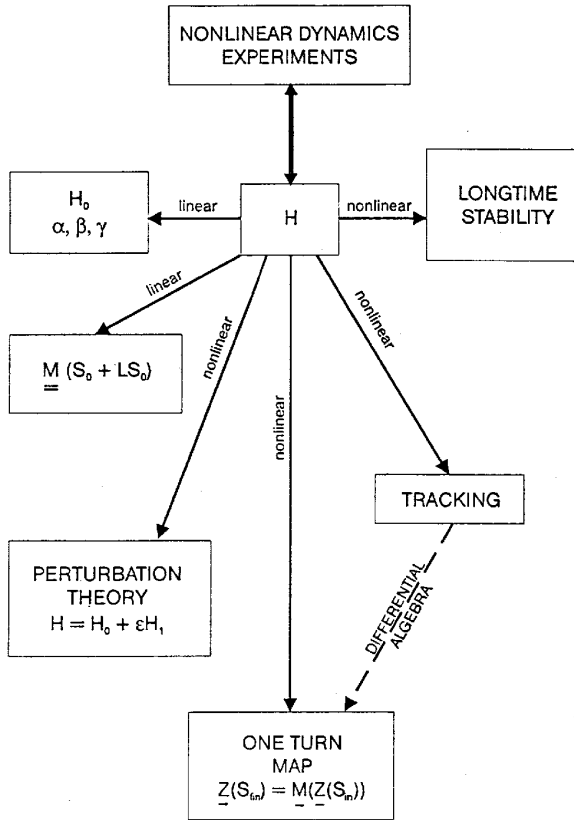 NONLINEAR DYNAMICS
EXPERIMENTS
H₀
α, β, γ
linear
H
nonlinear
LONGTIME
STABILITY
linear
M (S₀ + LS₀)
nonlinear
nonlinear
nonlinear
TRACKING
PERTURBATION
THEORY
H = H₀ + εH₁
DIFFERENTIAL
ALGEBRA
ONE TURN
MAP
Z(S_fin) = M(Z(S_in))